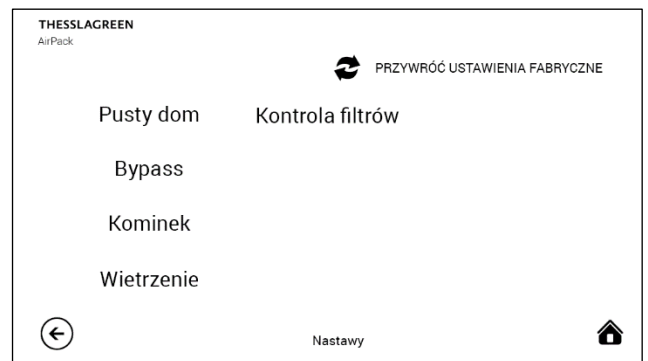 THESSLAGREEN
AirPack
PRZYWRÓĆ USTAWIENIA FABRYCZNE
Pusty dom
Kontrola filtrów
Bypass
Kominek
Wietrzenie
Nastawy